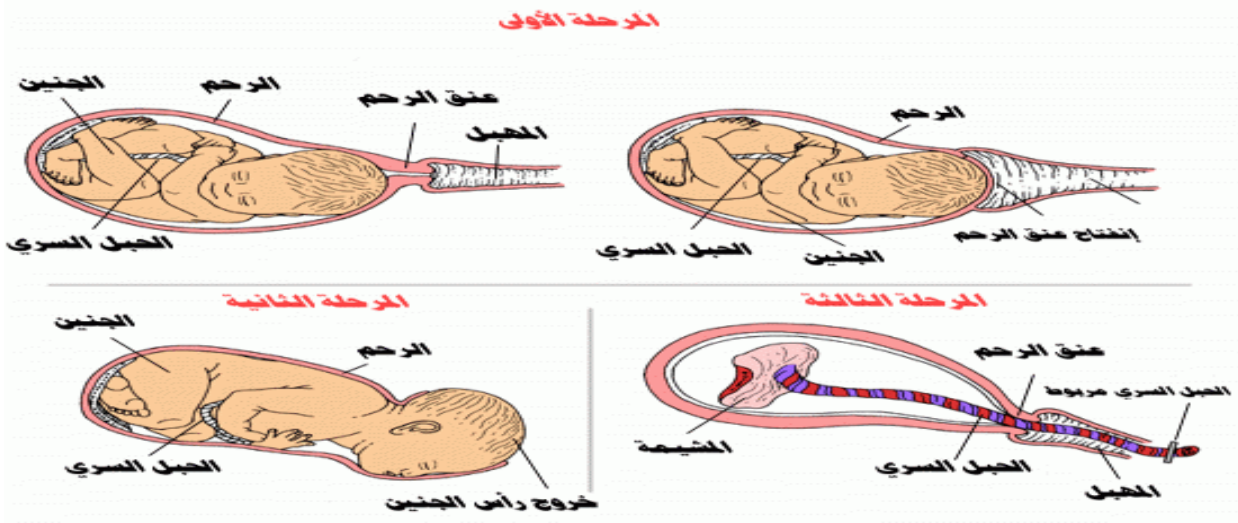 المرحلة الأولى
الرحم
إنفتاح عنق الرحم
الجنين
الحبل السري
الجنين
الرحم
عنق الرحم
المهبل
الحبل السري
المرحلة الثانية
الجنين
الرحم
الحبل السري
خروج رأس الجنين
المرحلة الثالثة
عنق الرحم
الحبل السري مربوط
المشيمة
الحبل السري
المهبل